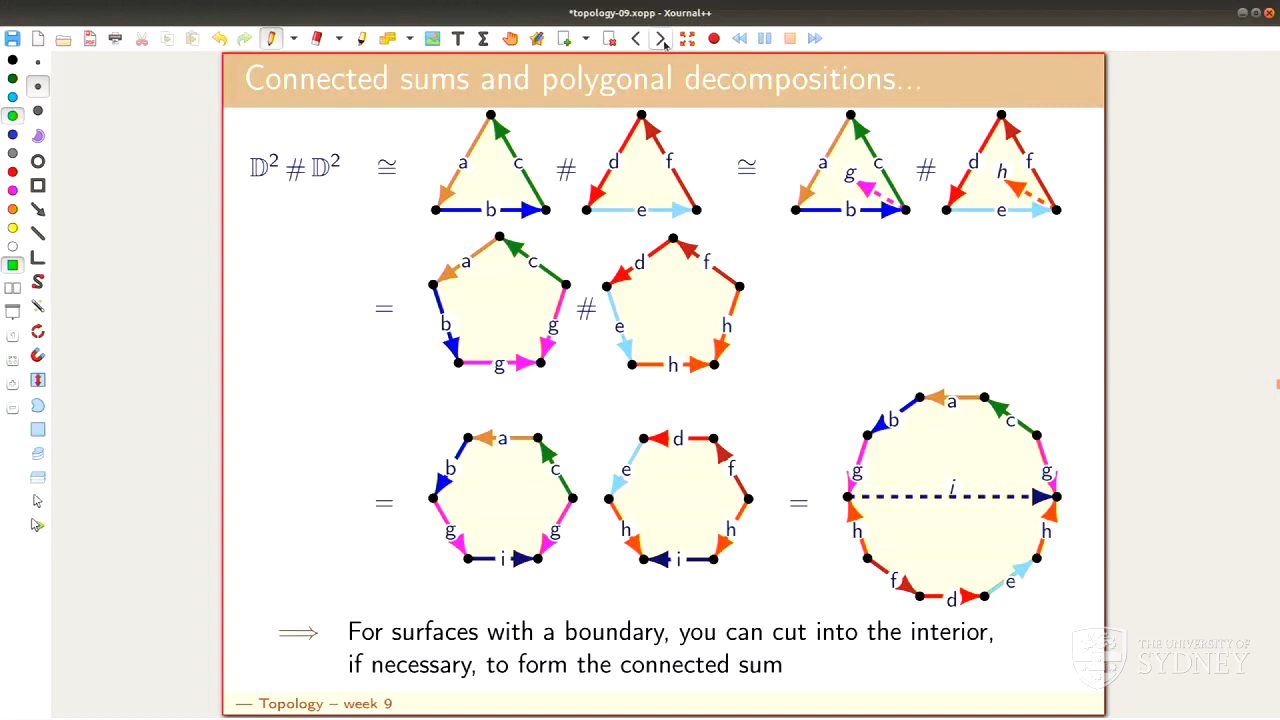 *topology-09.xopp - Xournal++
Connected sums and polygonal decompositions...
𝔻² # 𝔻² ≅ a b c # d e f ≅ a b c g # d e f h
= a b g g c # d e h h f
= a b g i g c d e h i h f = a b g i g c h f d e h
⟹ For surfaces with a boundary, you can cut into the interior,
if necessary, to form the connected sum
THE UNIVERSITY OF
SYDNEY
— Topology – week 9